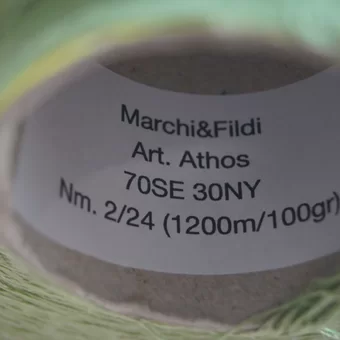 Marchi&Fildi
Art. Athos
70SE 30NY
Nm. 2/24 (1200m/100gr)